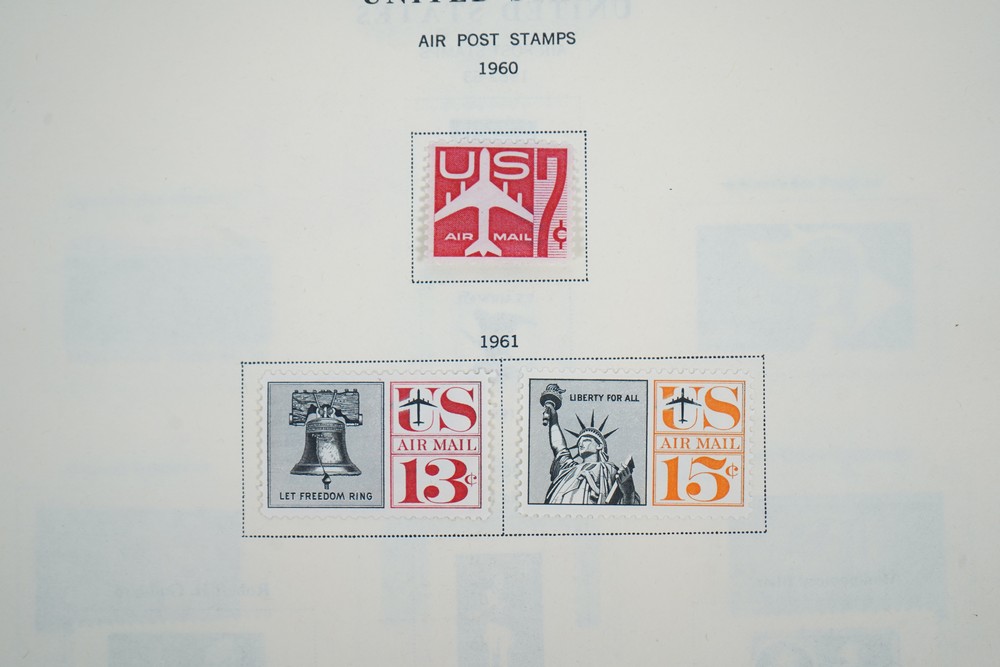 UNITED S
AIR POST STAMPS
1960
US 7¢
AIR MAIL
1961
US
AIR MAIL
13¢
LET FREEDOM RING
LIBERTY FOR ALL
US
AIR MAIL
15¢